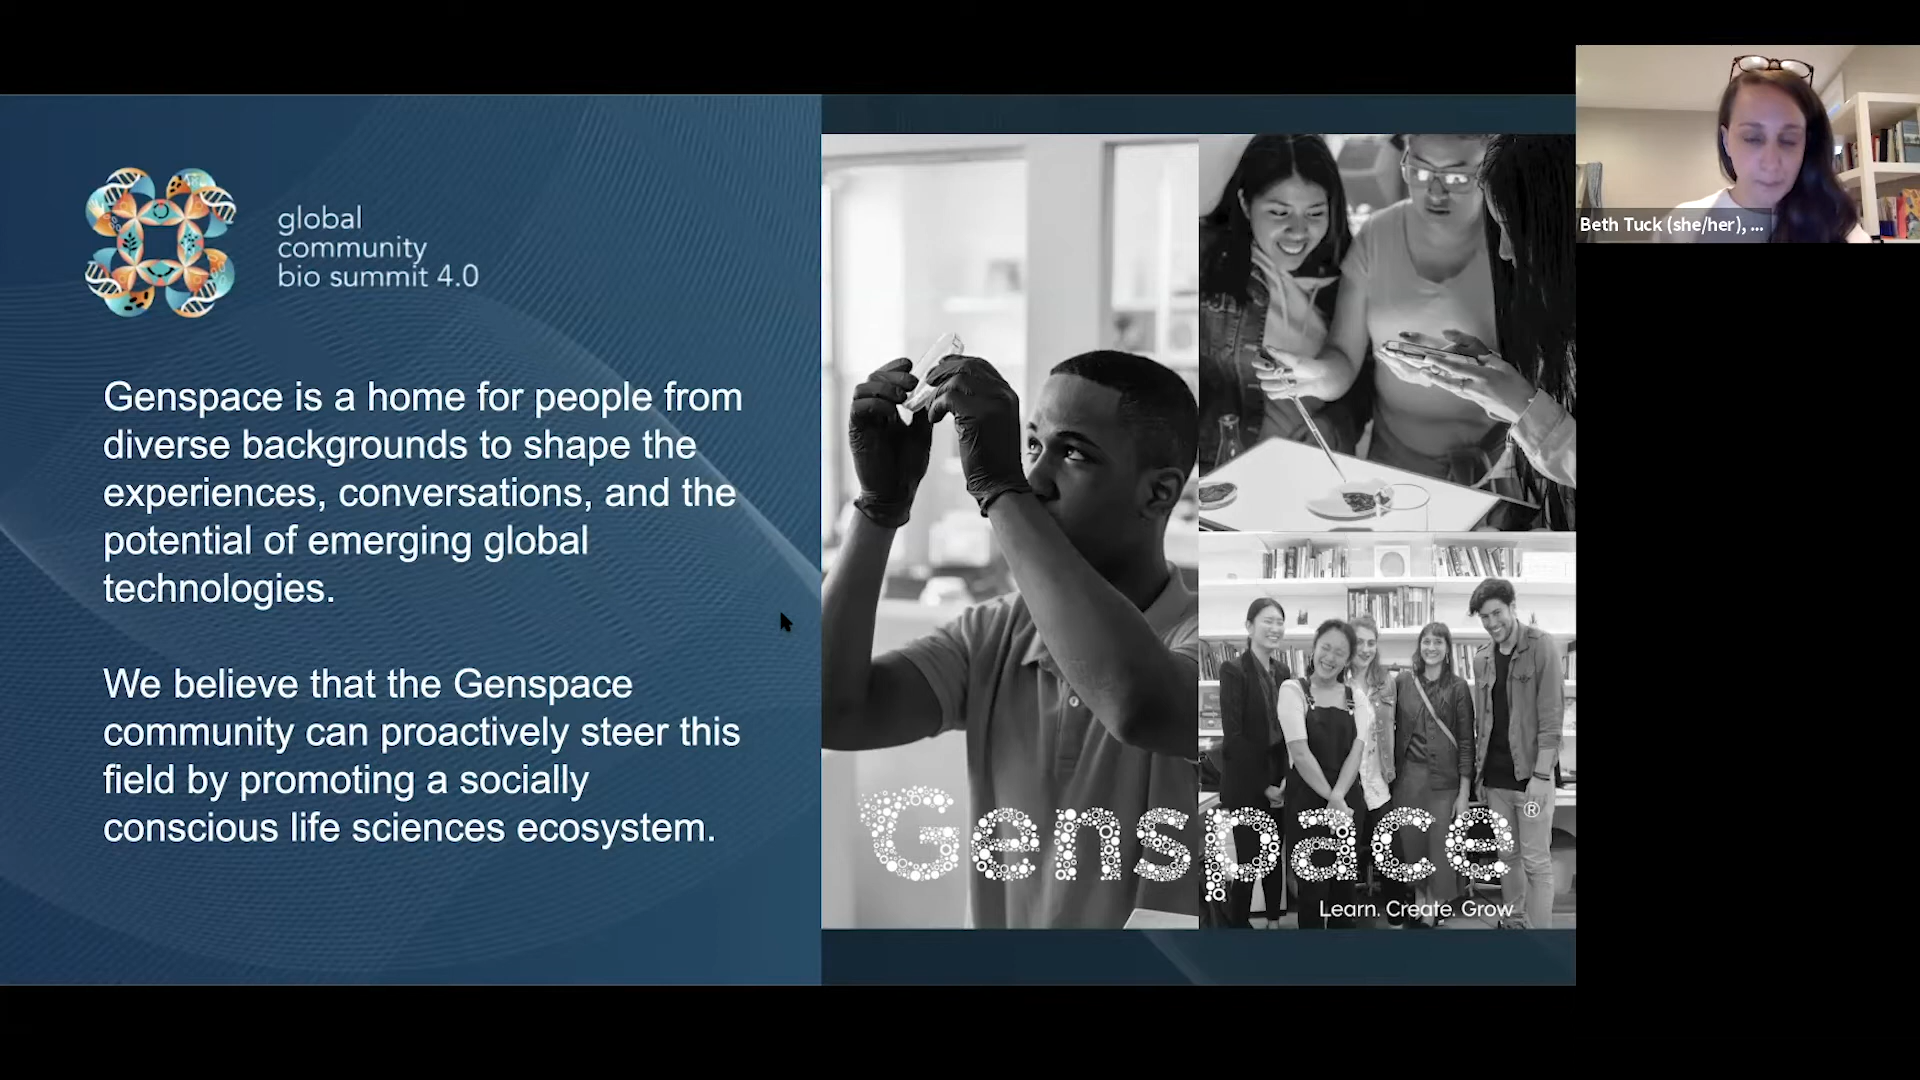 global
community
bio summit 4.0
Genspace is a home for people from
diverse backgrounds to shape the
experiences, conversations, and the
potential of emerging global
technologies.
We believe that the Genspace
community can proactively steer this
field by promoting a socially
conscious life sciences ecosystem.
Genspace®
Learn. Create. Grow
Beth Tuck (she/her), ...